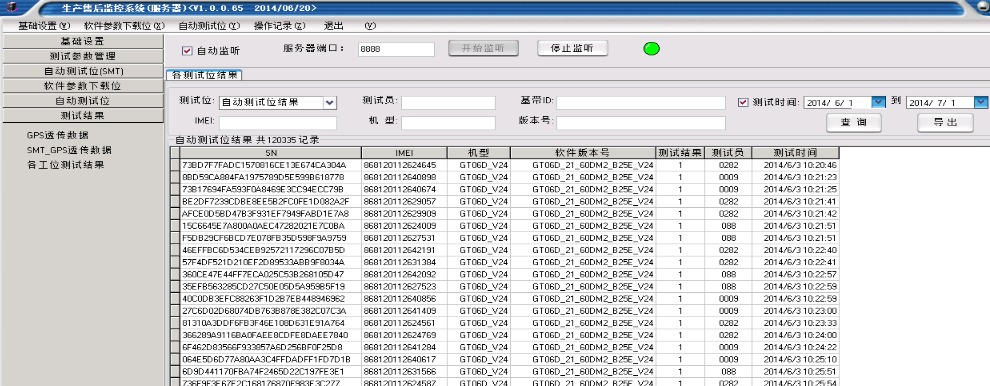 生产售后监控系统(服务器)<V1.0.0.65 2014/06/20>
基础设置(Y) 软件参数下载位(X) 自动测试位(Y) 操作记录(Z) 退出 (Y)
基础设置
测试参数管理
自动测试位(SMT)
软件参数下载位
自动测试位
测试结果
GPS透传数据
SMT_GPS透传数据
各工位测试结果
自动监听 服务器端口: 8888 开始监听 停止监听
各测试位结果
测试位: 自动测试位结果 测试员: 基带ID: 测试时间: 2014/ 6/ 1 到 2014/ 7/ 1
IMEI: 机 型: 版本号: 查 询 导 出
自动测试位结果 共120335记录
SN IMEI 机型 软件版本号 测试结果 测试员 测试时间
73BD7F7FADC1570816CE13E674CA304A 868120112624645 GT06D_V24 GT06D_21_60DM2_B25E_V24 1 0282 2014/6/3 10:20:46
8BD59CA884FA1975789D5E599B618778 868120112640898 GT06D_V24 GT06D_21_60DM2_B25E_V24 1 0009 2014/6/3 10:21:23
73B17694FA593F0A8469E3CC94ECC79B 868120112640674 GT06D_V24 GT06D_21_60DM2_B25E_V24 1 0009 2014/6/3 10:21:25
BE2DF7239CDBE8EE5B2FC0FE1D082A2F 868120112629057 GT06D_V24 GT06D_21_60DM2_B25E_V24 1 0282 2014/6/3 10:21:41
AFCE0D5BD47B3F931EF7949FABD1E7A8 868120112629909 GT06D_V24 GT06D_21_60DM2_B25E_V24 1 0282 2014/6/3 10:21:42
15C6645E7A800A0AEC47282021E7C0BA 868120112624009 GT06D_V24 GT06D_21_60DM2_B25E_V24 1 088 2014/6/3 10:21:51
F5DB29CF6BCD7E078FB35D598F9A9759 868120112627531 GT06D_V24 GT06D_21_60DM2_B25E_V24 1 088 2014/6/3 10:21:51
46EFFBC6D534CEB92572117296C07B5D 868120112642191 GT06D_V24 GT06D_21_60DM2_B25E_V24 1 0282 2014/6/3 10:22:40
57F4DF521D210EF2D89533ABB9F8034A 868120112631384 GT06D_V24 GT06D_21_60DM2_B25E_V24 1 0282 2014/6/3 10:22:41
360CE47E44FF7ECA025C53B268105D47 868120112642092 GT06D_V24 GT06D_21_60DM2_B25E_V24 1 088 2014/6/3 10:22:57
35EFB563285CD27C50E05D5A959B5F19 868120112627523 GT06D_V24 GT06D_21_60DM2_B25E_V24 1 088 2014/6/3 10:22:59
40C0DB3EFC88263F1D2B7EB448946962 868120112640856 GT06D_V24 GT06D_21_60DM2_B25E_V24 1 0009 2014/6/3 10:22:59
27C6D02D68074DB763B878E382C07C3A 868120112641409 GT06D_V24 GT06D_21_60DM2_B25E_V24 1 0009 2014/6/3 10:23:00
81310A3DDF6FB3F46E108D631E91A764 868120112624561 GT06D_V24 GT06D_21_60DM2_B25E_V24 1 0282 2014/6/3 10:23:33
366289A9116BA0FAEE8CDFE8DAEE7840 868120112624769 GT06D_V24 GT06D_21_60DM2_B25E_V24 1 0282 2014/6/3 10:24:00
6F462D83566F933857A6D256BF0F25D8 868120112641284 GT06D_V24 GT06D_21_60DM2_B25E_V24 1 0009 2014/6/3 10:24:22
064E5D6D77A80AA3C4FFDADFF1FD7D1B 868120112640617 GT06D_V24 GT06D_21_60DM2_B25E_V24 1 0009 2014/6/3 10:25:10
6D9D441170FBA74F2465D22C197FE3E1 868120112631566 GT06D_V24 GT06D_21_60DM2_B25E_V24 1 088 2014/6/3 10:25:51
736E9F3E67E2C168176870E983E3C277 868120112624587 GT06D_V24 GT06D_21_60DM2_B25E_V24 1 0282 2014/6/3 10:25:54